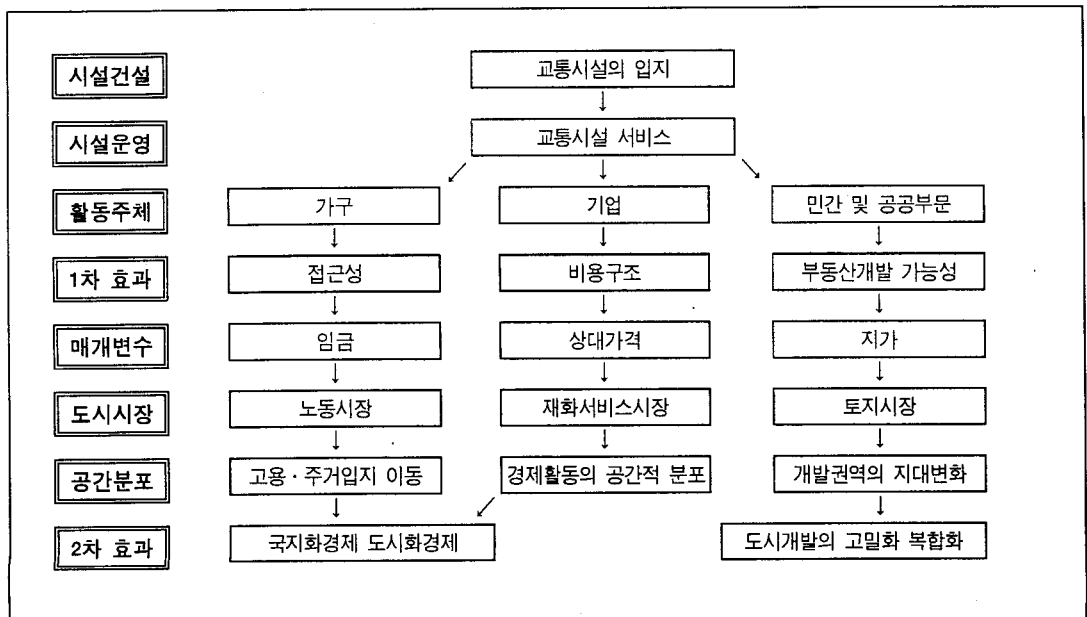 시설건설 교통시설의 입지
↓
시설운영 교통시설 서비스
↙ ↓ ↘
활동주체 가구 기업 민간 및 공공부문
↓ ↓ ↓
1차 효과 접근성 비용구조 부동산개발 가능성
↓ ↓ ↓
매개변수 임금 상대가격 지가
↓ ↓ ↓
도시시장 노동시장 재화서비스시장 토지시장
↓ ↓ ↓
공간분포 고용·주거입지 이동 경제활동의 공간적 분포 개발권역의 지대변화
↓ ↙ ↓
2차 효과 국지화경제 도시화경제 도시개발의 고밀화 복합화